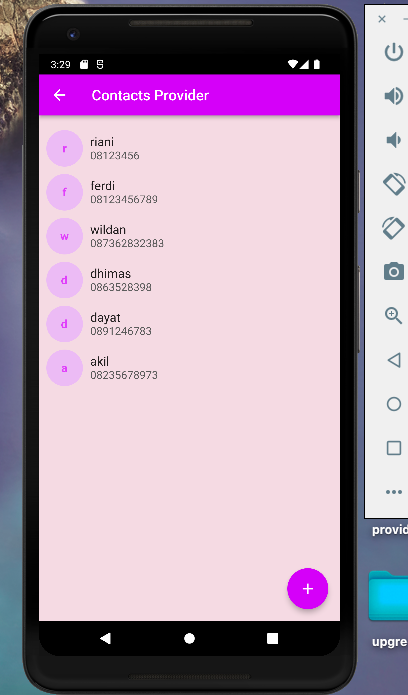 3:29
Contacts Provider
r
riani
08123456
f
ferdi
08123456789
w
wildan
087362832383
d
dhimas
0863528398
d
dayat
0891246783
a
akil
08235678973
+
provid
upgre